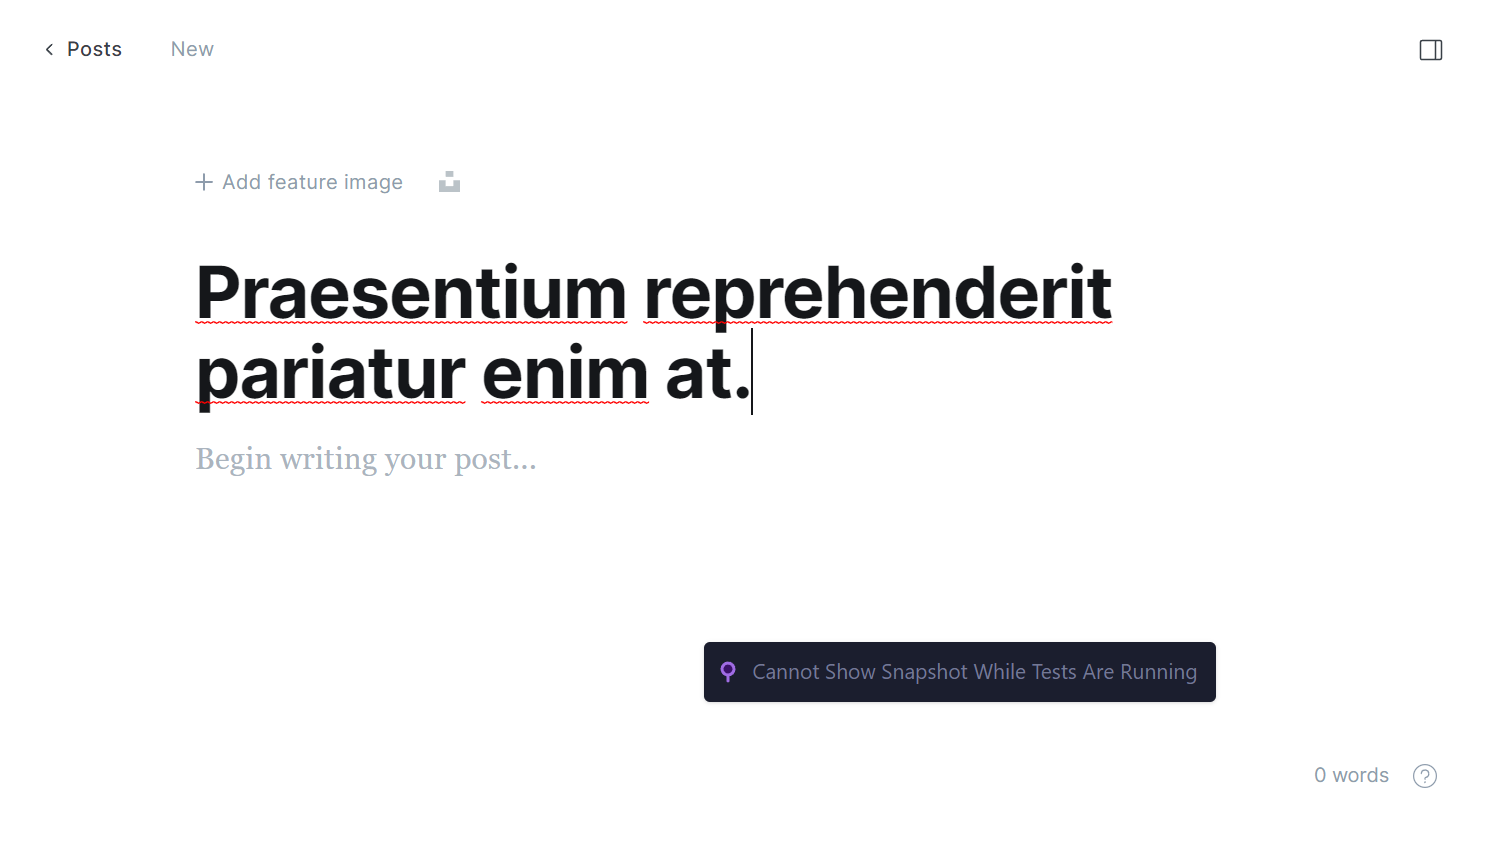 Posts
New
Add feature image
Praesentium reprehenderit
pariatur enim at.
Begin writing your post...
Cannot Show Snapshot While Tests Are Running
0 words
?